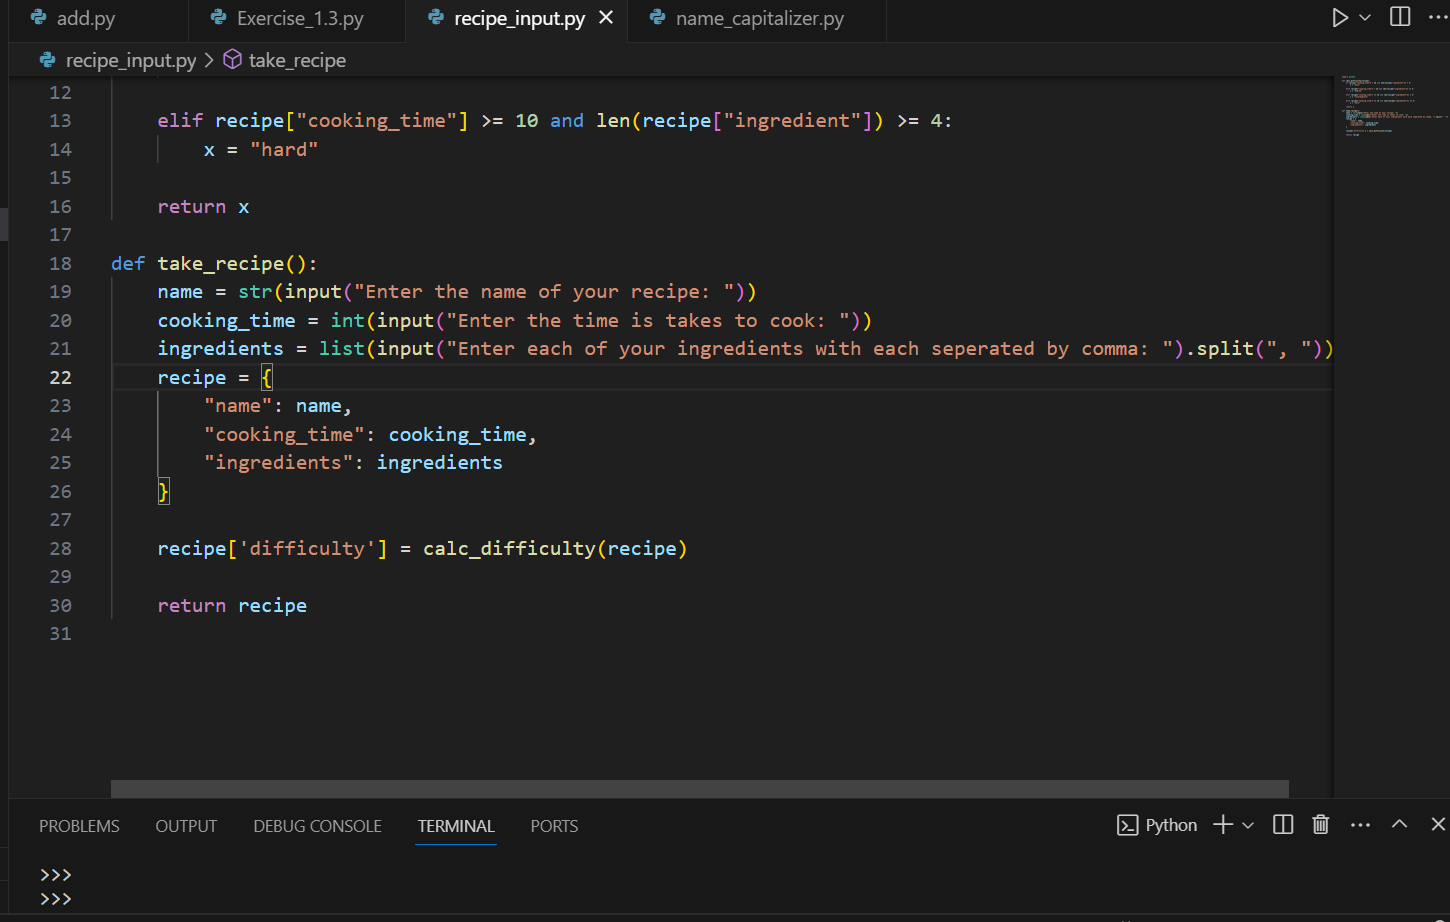 add.py Exercise_1.3.py recipe_input.py name_capitalizer.py
recipe_input.py > take_recipe
12
13 elif recipe["cooking_time"] >= 10 and len(recipe["ingredient"]) >= 4:
14 x = "hard"
15
16 return x
17
18 def take_recipe():
19 name = str(input("Enter the name of your recipe: "))
20 cooking_time = int(input("Enter the time is takes to cook: "))
21 ingredients = list(input("Enter each of your ingredients with each seperated by comma: ").split(", "))
22 recipe = {
23 "name": name,
24 "cooking_time": cooking_time,
25 "ingredients": ingredients
26 }
27
28 recipe['difficulty'] = calc_difficulty(recipe)
29
30 return recipe
31
PROBLEMS OUTPUT DEBUG CONSOLE TERMINAL PORTS Python
>>>
>>>